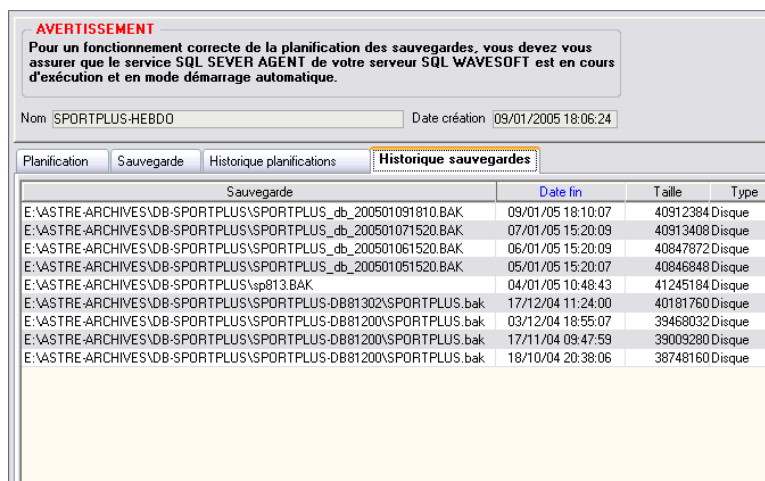 AVERTISSEMENT
Pour un fonctionnement correcte de la planification des sauvegardes, vous devez vous
assurer que le service SQL SEVER AGENT de votre serveur SQL WAVESOFT est en cours
d'exécution et en mode démarrage automatique.
Nom SPORTPLUS-HEBDO Date création 09/01/2005 18:06:24
Planification Sauvegarde Historique planifications Historique sauvegardes
Sauvegarde Date fin Taille Type
E:\ASTRE-ARCHIVES\DB-SPORTPLUS\SPORTPLUS_db_200501091810.BAK 09/01/05 18:10:07 40912384 Disque
E:\ASTRE-ARCHIVES\DB-SPORTPLUS\SPORTPLUS_db_200501071520.BAK 07/01/05 15:20:09 40913408 Disque
E:\ASTRE-ARCHIVES\DB-SPORTPLUS\SPORTPLUS_db_200501061520.BAK 06/01/05 15:20:09 40847872 Disque
E:\ASTRE-ARCHIVES\DB-SPORTPLUS\SPORTPLUS_db_200501051520.BAK 05/01/05 15:20:07 40846848 Disque
E:\ASTRE-ARCHIVES\DB-SPORTPLUS\sp813.BAK 04/01/05 10:48:43 41245184 Disque
E:\ASTRE-ARCHIVES\DB-SPORTPLUS\SPORTPLUS-DB81302\SPORTPLUS.bak 17/12/04 11:24:00 40181760 Disque
E:\ASTRE-ARCHIVES\DB-SPORTPLUS\SPORTPLUS-DB81200\SPORTPLUS.bak 03/12/04 18:55:07 39468032 Disque
E:\ASTRE-ARCHIVES\DB-SPORTPLUS\SPORTPLUS-DB81200\SPORTPLUS.bak 17/11/04 09:47:59 39009280 Disque
E:\ASTRE-ARCHIVES\DB-SPORTPLUS\SPORTPLUS-DB81200\SPORTPLUS.bak 18/10/04 20:38:06 38748160 Disque